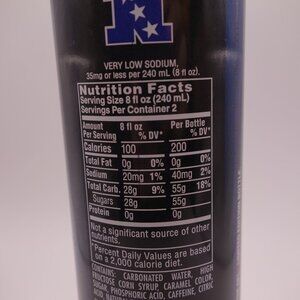 VERY LOW SODIUM,
35mg or less per 240 mL (8 fl oz).
Nutrition Facts
Serving Size 8 fl oz (240 mL)
Servings Per Container 2
Amount Per Serving 8 fl oz % DV* Per Bottle % DV*
Calories 100 200
Total Fat 0g 0% 0g 0%
Sodium 20mg 1% 40mg 2%
Total Carb. 28g 9% 55g 18%
Sugars 28g 55g
Protein 0g 0g
Not a significant source of other
nutrients.
*Percent Daily Values are based
on a 2,000 calorie diet.
CONTAINS: CARBONATED WATER, HIGH
FRUCTOSE CORN SYRUP, CARAMEL COLOR,
SUGAR, PHOSPHORIC ACID, CAFFEINE, CITRIC